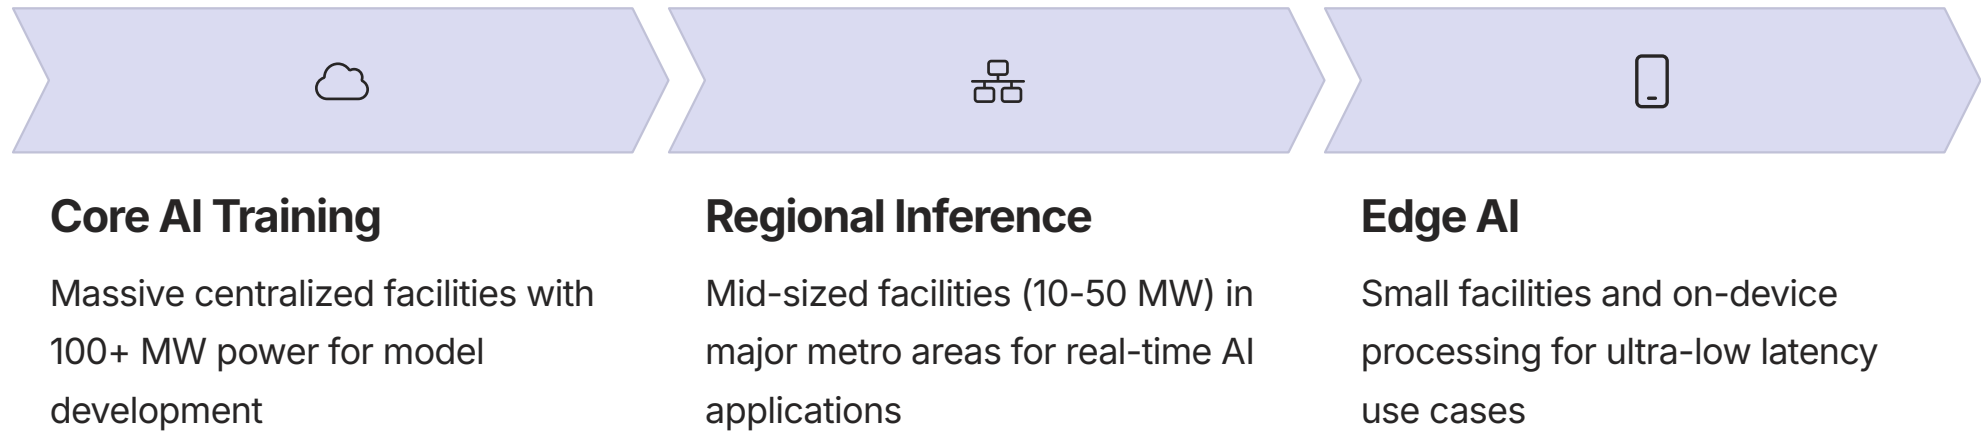 Core AI Training
Massive centralized facilities with
100+ MW power for model
development
Regional Inference
Mid-sized facilities (10-50 MW) in
major metro areas for real-time AI
applications
Edge AI
Small facilities and on-device
processing for ultra-low latency
use cases